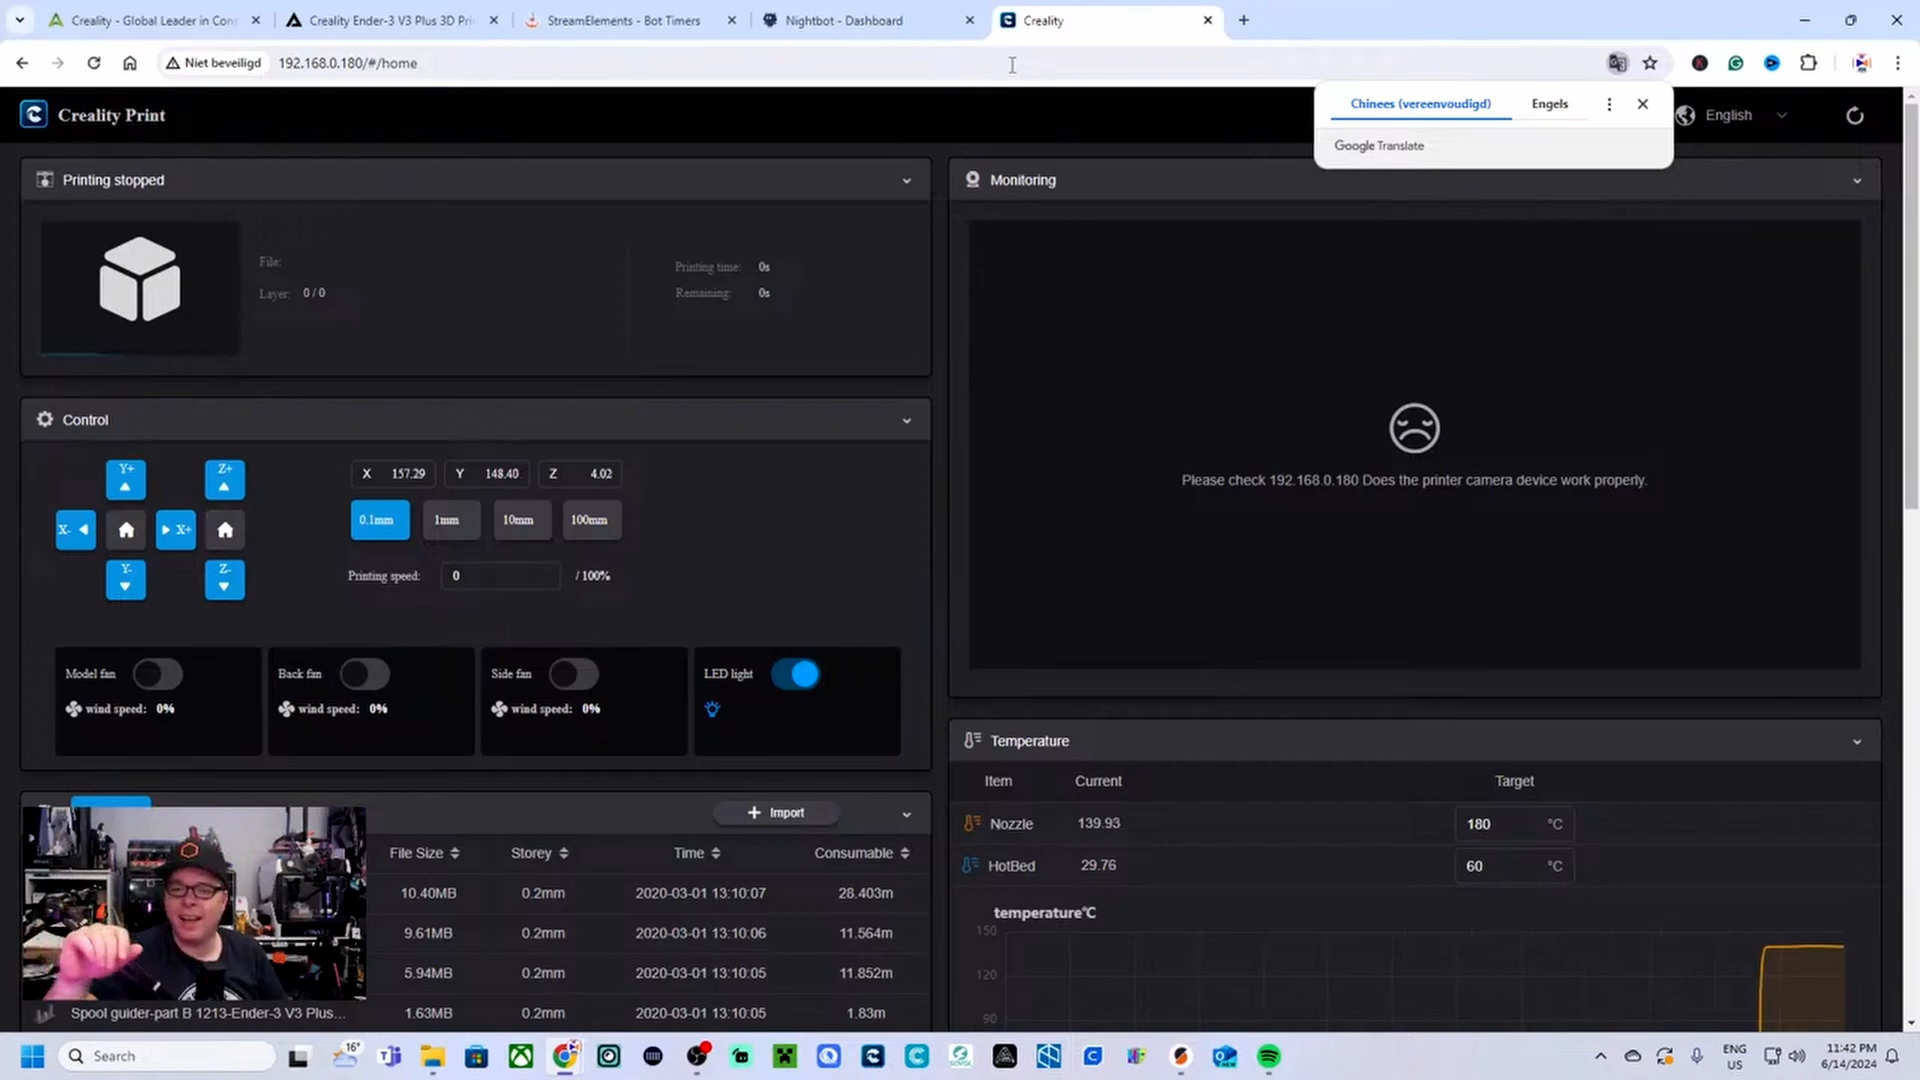 Creality - Global Leader in Cons
Creality Ender-3 V3 Plus 3D Pri
StreamElements - Bot Timers
Nightbot - Dashboard
Creality
Niet beveiligd
192.168.0.180/#/home
Creality Print
Chinees (vereenvoudigd)
Engels
English
Google Translate
Printing stopped
Monitoring
File:
Layer: 0 / 0
Printing time: 0s
Remaining: 0s
Control
Y+
Z+
X-
X+
Y-
Z-
X 157.29
Y 148.40
Z 4.02
0.1mm
1mm
10mm
100mm
Printing speed: 0 / 100%
Please check 192.168.0.180 Does the printer camera device work properly.
Model fan
wind speed: 0%
Back fan
wind speed: 0%
Side fan
wind speed: 0%
LED light
Temperature
Item Current Target
Nozzle 139.93 180 °C
HotBed 29.76 60 °C
temperature℃
150
120
90
Import
File Size Storey Time Consumable
10.40MB 0.2mm 2020-03-01 13:10:07 28.403m
9.61MB 0.2mm 2020-03-01 13:10:06 11.564m
5.94MB 0.2mm 2020-03-01 13:10:05 11.852m
Spool guider-part B 1213-Ender-3 V3 Plus... 1.63MB 0.2mm 2020-03-01 13:10:05 1.83m
Search
16°
ENG
US
11:42 PM
6/14/2024